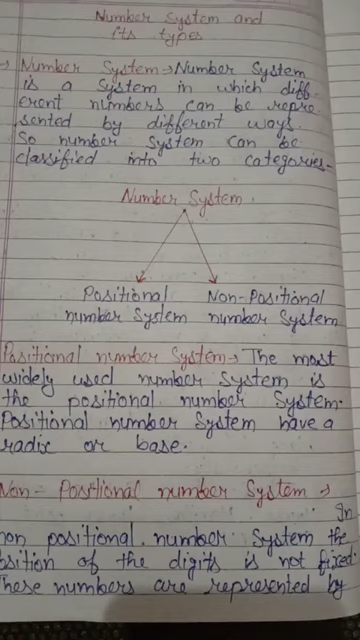 Number System and
its types
→ Number System → Number System
is a System in which diff-
erent numbers can be repre
sented by different ways.
So number System can be
classified into two categories-
Number System
Positional Non-Positional
number System number System
Positional number System → The most
widely used number System is
the positional number System.
Positional number System have a
radix or base.
Non-Positional number System →
In
non positional number System the
position of the digits is not fixed.
These numbers are represented by